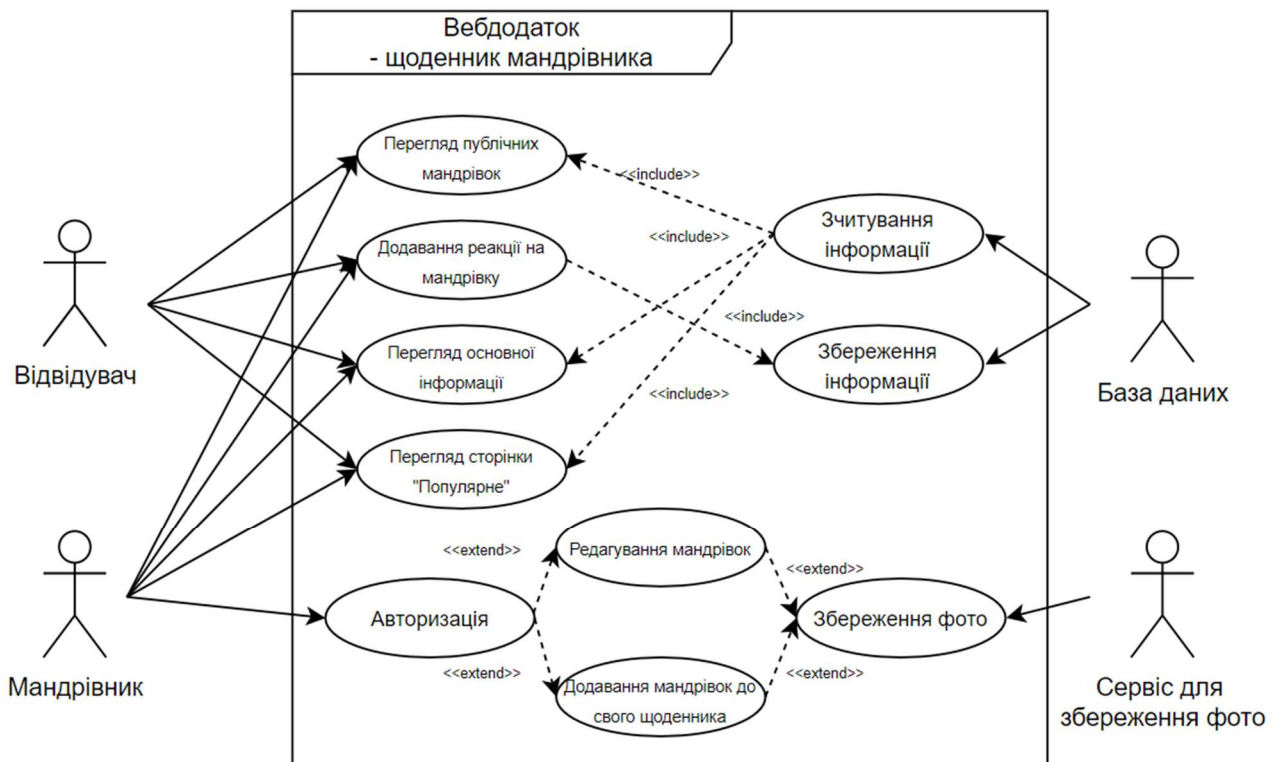 Вебдодаток
- щоденник мандрівника
Перегляд публічних
мандрівок
<<include>>
Зчитування
інформації
Додавання реакції на
мандрівку
<<include>>
<<include>>
Відвідувач
Перегляд основної
інформації
Збереження
інформації
База даних
<<include>>
Перегляд сторінки
"Популярне"
<<extend>>
Редагування мандрівок
<<extend>>
Авторизація
Збереження фото
<<extend>>
<<extend>>
Додавання мандрівок до
свого щоденника
Мандрівник
Сервіс для
збереження фото